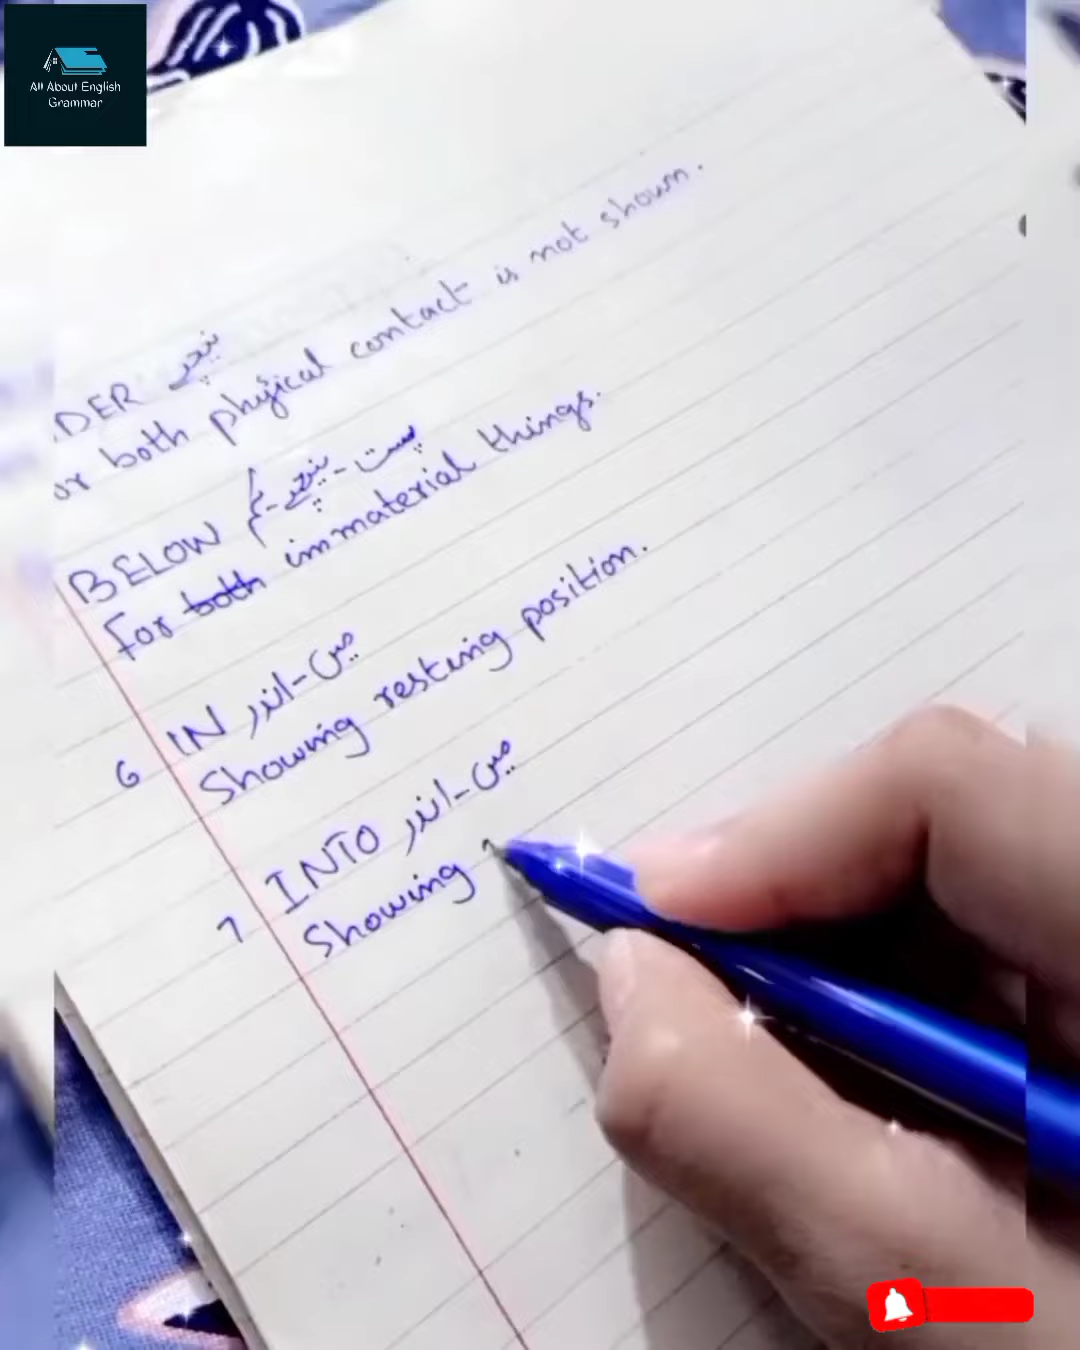 All About English
Grammar
DER نیچے
or both physical contact is not shown.
BELOW پست - نیچے - کم
For both immaterial things.
6 IN میں - اندر
Showing resting position.
7 INTO میں - اندر
Showing